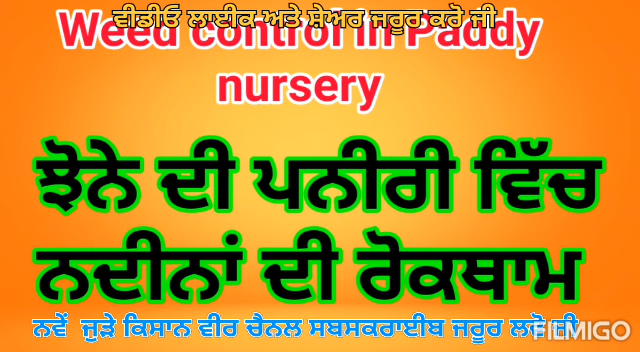 ਵੀਡੀਓ ਲਾਈਕ ਅਤੇ ਸ਼ੇਅਰ ਜਰੂਰ ਕਰੋ ਜੀ
Weed control in Paddy
nursery
ਝੋਨੇ ਦੀ ਪਨੀਰੀ ਵਿੱਚ
ਨਦੀਨਾਂ ਦੀ ਰੋਕਥਾਮ
ਨਵੇਂ ਜੁੜੇ ਕਿਸਾਨ ਵੀਰ ਚੈਨਲ ਸਬਸਕਰਾਈਬ ਜਰੂਰ ਲਓ ਜੀ
FILMIGO